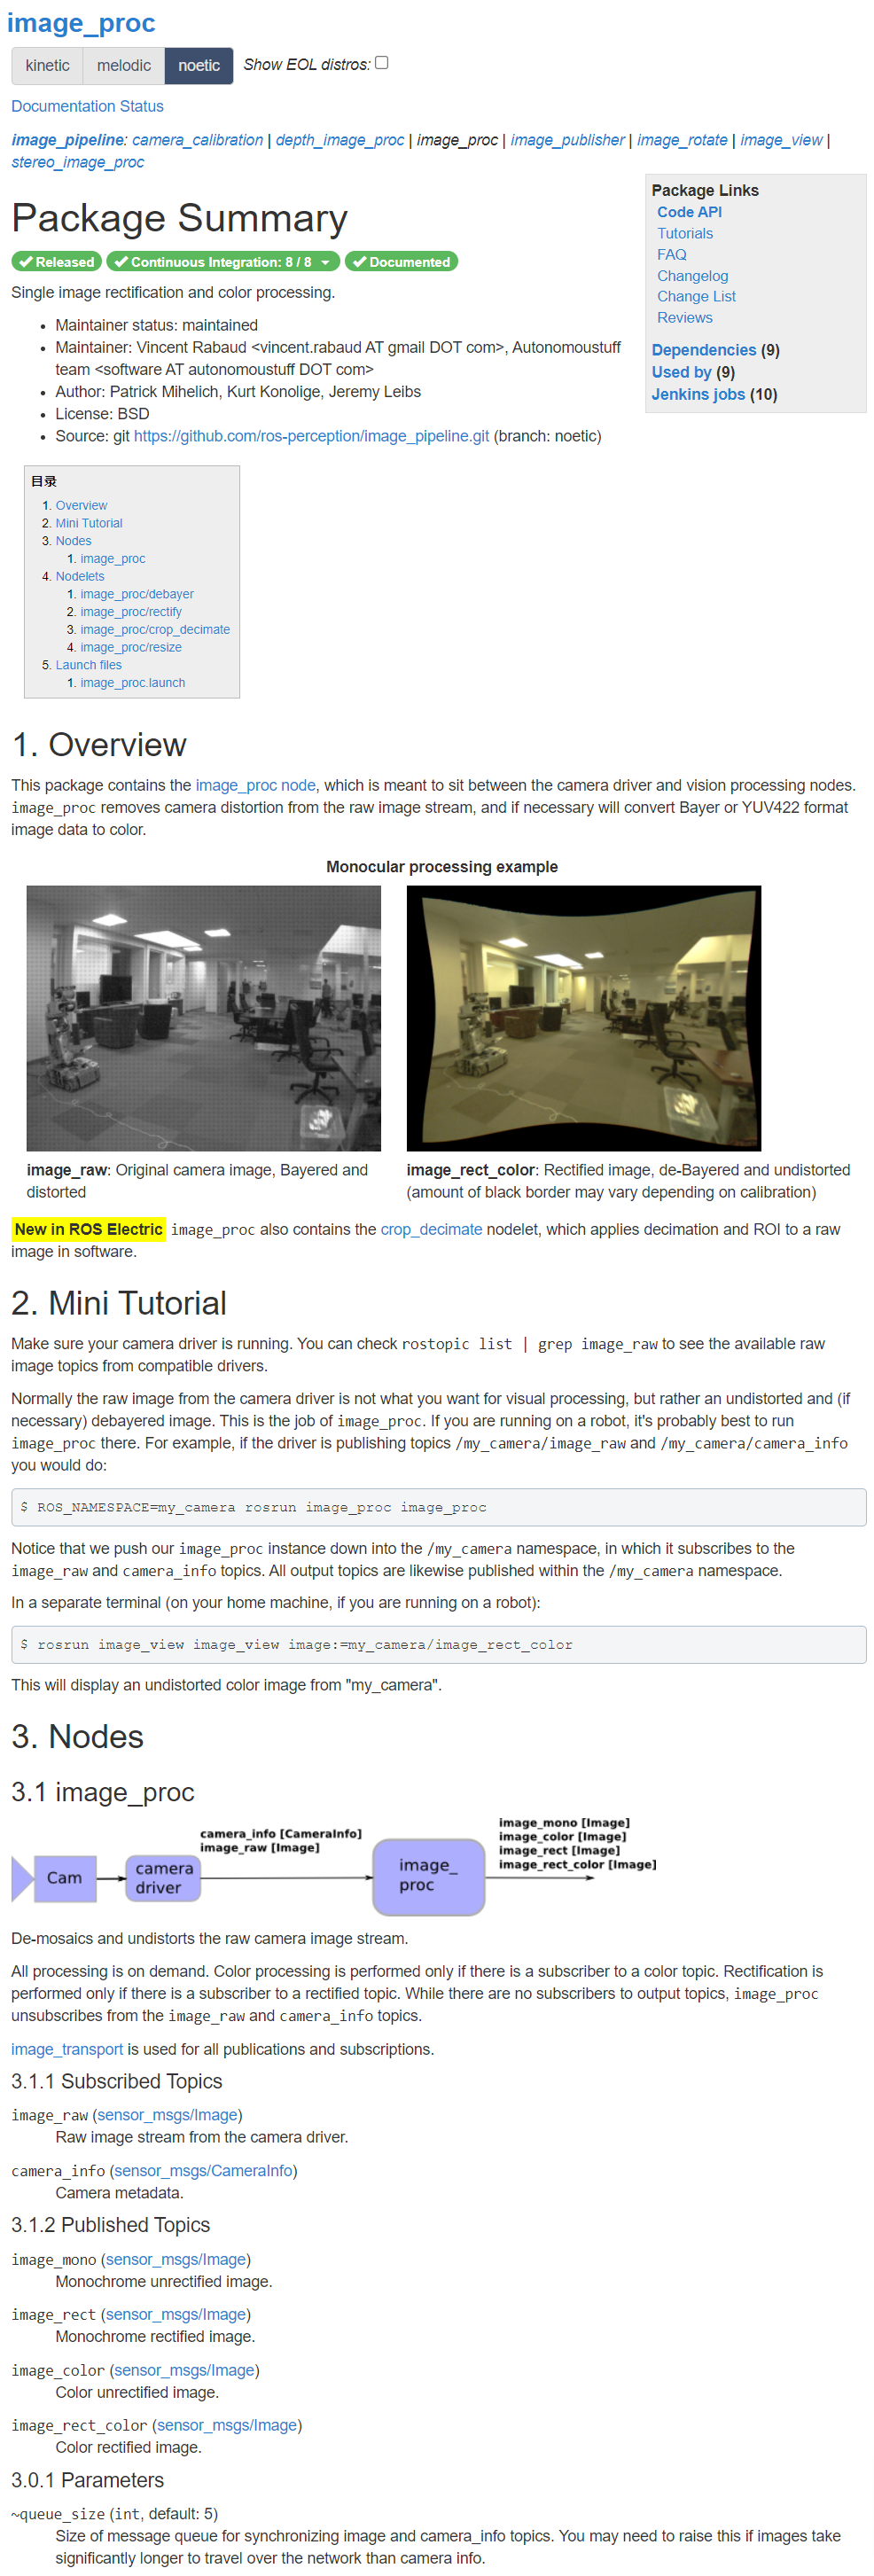 image_proc
kinetic melodic noetic Show EOL distros:
Documentation Status
image_pipeline: camera_calibration | depth_image_proc | image_proc | image_publisher | image_rotate | image_view |
stereo_image_proc
Package Summary
Released Continuous Integration: 8 / 8 Documented
Single image rectification and color processing.
• Maintainer status: maintained
• Maintainer: Vincent Rabaud <vincent.rabaud AT gmail DOT com>, Autonomoustuff
team <software AT autonomoustuff DOT com>
• Author: Patrick Mihelich, Kurt Konolige, Jeremy Leibs
• License: BSD
• Source: git https://github.com/ros-perception/image_pipeline.git (branch: noetic)
Package Links
Code API
Tutorials
FAQ
Changelog
Change List
Reviews
Dependencies (9)
Used by (9)
Jenkins jobs (10)
目录
1. Overview
2. Mini Tutorial
3. Nodes
1. image_proc
4. Nodelets
1. image_proc/debayer
2. image_proc/rectify
3. image_proc/crop_decimate
4. image_proc/resize
5. Launch files
1. image_proc.launch
1. Overview
This package contains the image_proc node, which is meant to sit between the camera driver and vision processing nodes.
image_proc removes camera distortion from the raw image stream, and if necessary will convert Bayer or YUV422 format
image data to color.
Monocular processing example
image_raw: Original camera image, Bayered and
distorted
image_rect_color: Rectified image, de-Bayered and undistorted
(amount of black border may vary depending on calibration)
New in ROS Electric image_proc also contains the crop_decimate nodelet, which applies decimation and ROI to a raw
image in software.
2. Mini Tutorial
Make sure your camera driver is running. You can check rostopic list | grep image_raw to see the available raw
image topics from compatible drivers.
Normally the raw image from the camera driver is not what you want for visual processing, but rather an undistorted and (if
necessary) debayered image. This is the job of image_proc. If you are running on a robot, it's probably best to run
image_proc there. For example, if the driver is publishing topics /my_camera/image_raw and /my_camera/camera_info
you would do:
$ ROS_NAMESPACE=my_camera rosrun image_proc image_proc
Notice that we push our image_proc instance down into the /my_camera namespace, in which it subscribes to the
image_raw and camera_info topics. All output topics are likewise published within the /my_camera namespace.
In a separate terminal (on your home machine, if you are running on a robot):
$ rosrun image_view image_view image:=my_camera/image_rect_color
This will display an undistorted color image from "my_camera".
3. Nodes
3.1 image_proc
Cam
camera
driver
camera_info [CameraInfo]
image_raw [Image]
image_
proc
image_mono [Image]
image_color [Image]
image_rect [Image]
image_rect_color [Image]
De-mosaics and undistorts the raw camera image stream.
All processing is on demand. Color processing is performed only if there is a subscriber to a color topic. Rectification is
performed only if there is a subscriber to a rectified topic. While there are no subscribers to output topics, image_proc
unsubscribes from the image_raw and camera_info topics.
image_transport is used for all publications and subscriptions.
3.1.1 Subscribed Topics
image_raw (sensor_msgs/Image)
Raw image stream from the camera driver.
camera_info (sensor_msgs/CameraInfo)
Camera metadata.
3.1.2 Published Topics
image_mono (sensor_msgs/Image)
Monochrome unrectified image.
image_rect (sensor_msgs/Image)
Monochrome rectified image.
image_color (sensor_msgs/Image)
Color unrectified image.
image_rect_color (sensor_msgs/Image)
Color rectified image.
3.0.1 Parameters
~queue_size (int, default: 5)
Size of message queue for synchronizing image and camera_info topics. You may need to raise this if images take
significantly longer to travel over the network than camera info.